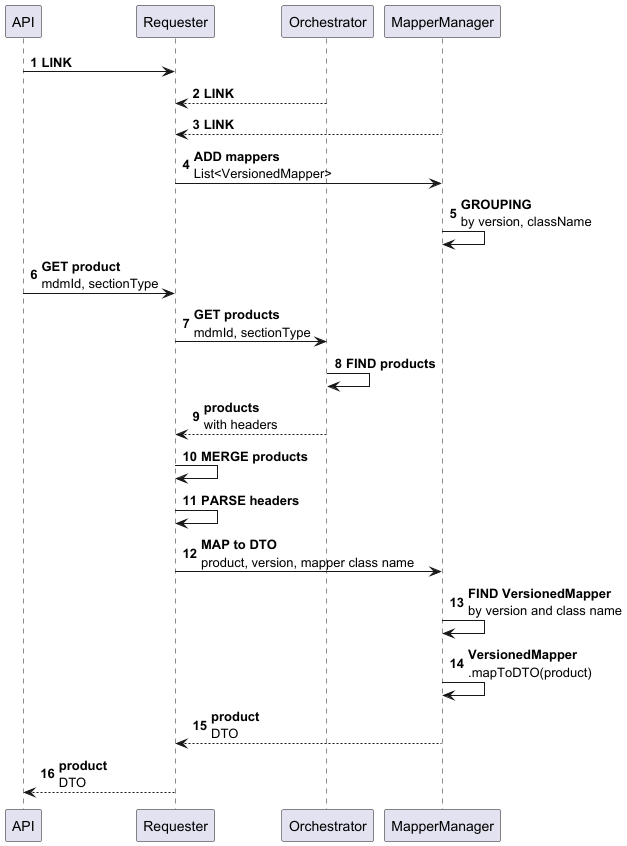 API Requester Orchestrator MapperManager
1 LINK
2 LINK
3 LINK
4 ADD mappers
List<VersionedMapper>
5 GROUPING
by version, className
6 GET product
mdmId, sectionType
7 GET products
mdmId, sectionType
8 FIND products
9 products
with headers
10 MERGE products
11 PARSE headers
12 MAP to DTO
product, version, mapper class name
13 FIND VersionedMapper
by version and class name
14 VersionedMapper
.mapToDTO(product)
15 product
DTO
16 product
DTO
API Requester Orchestrator MapperManager